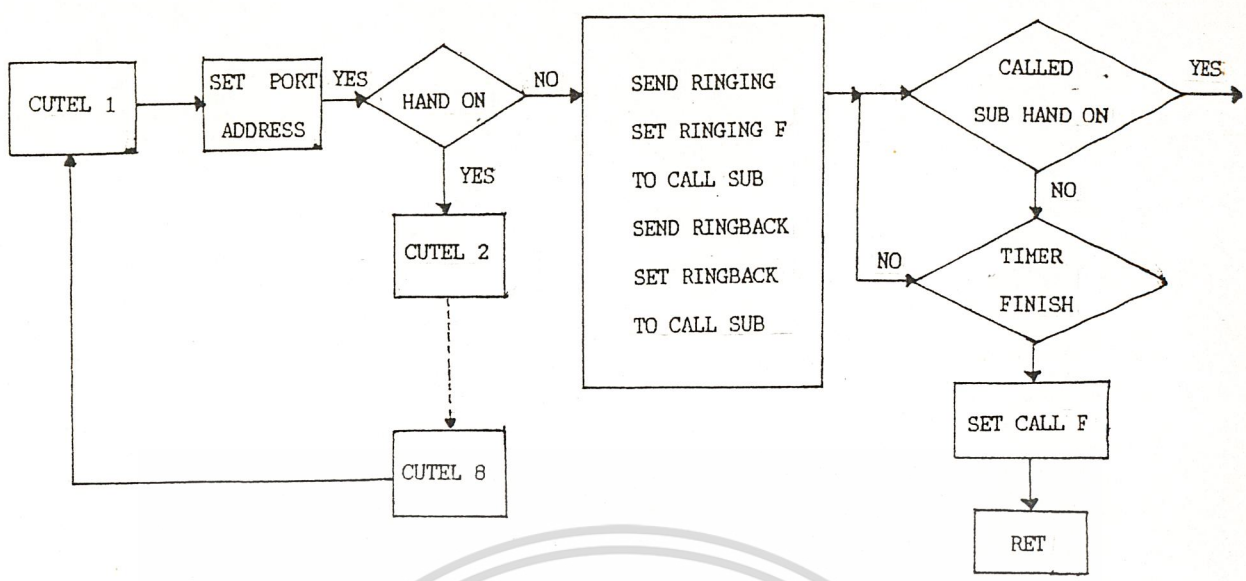 CUTEL 1
SET PORT
ADDRESS
YES
HAND ON
NO
YES
CUTEL 2
CUTEL 8
SEND RINGING
SET RINGING F
TO CALL SUB
SEND RINGBACK
SET RINGBACK
TO CALL SUB
CALLED
SUB HAND ON
YES
NO
NO
TIMER
FINISH
SET CALL F
RET